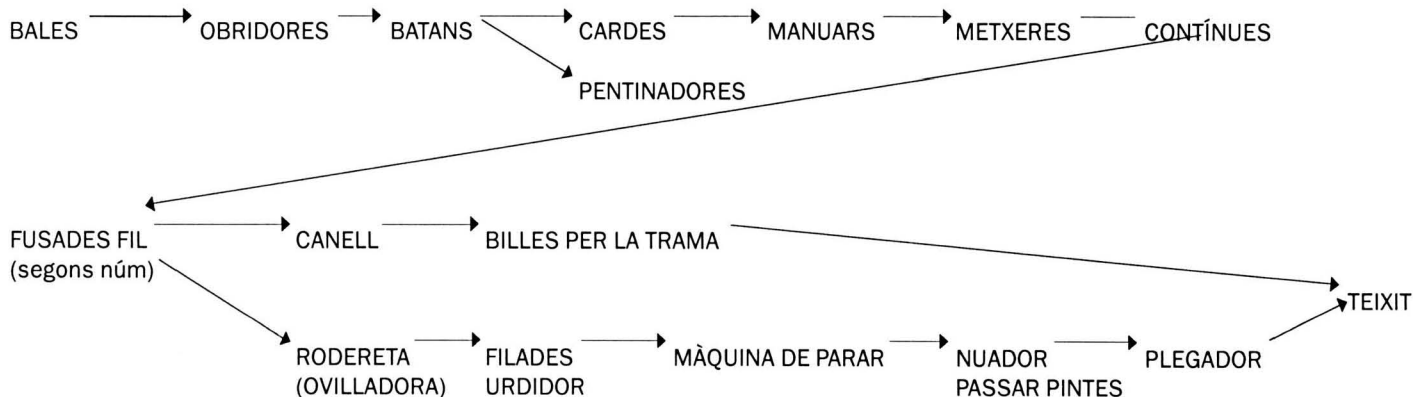 BALES OBRIDORES BATANS CARDES MANUARS METXERES CONTÍNUES
PENTINADORES
FUSADES FIL CANELL BILLES PER LA TRAMA
(segons núm)
TEIXIT
RODERETA FILADES MÀQUINA DE PARAR NUADOR PLEGADOR
(OVILLADORA) URDIDOR PASSAR PINTES